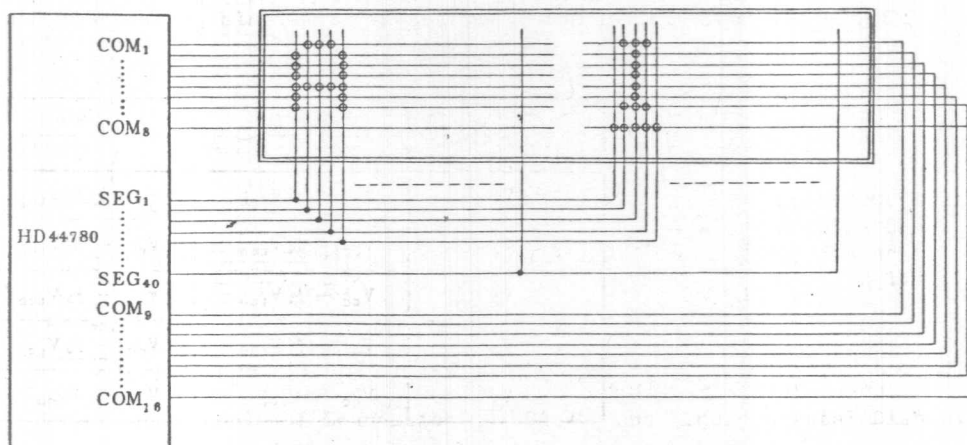 COM₁
COM₈
SEG₁
HD44780
SEG₄₀
COM₉
COM₁₆